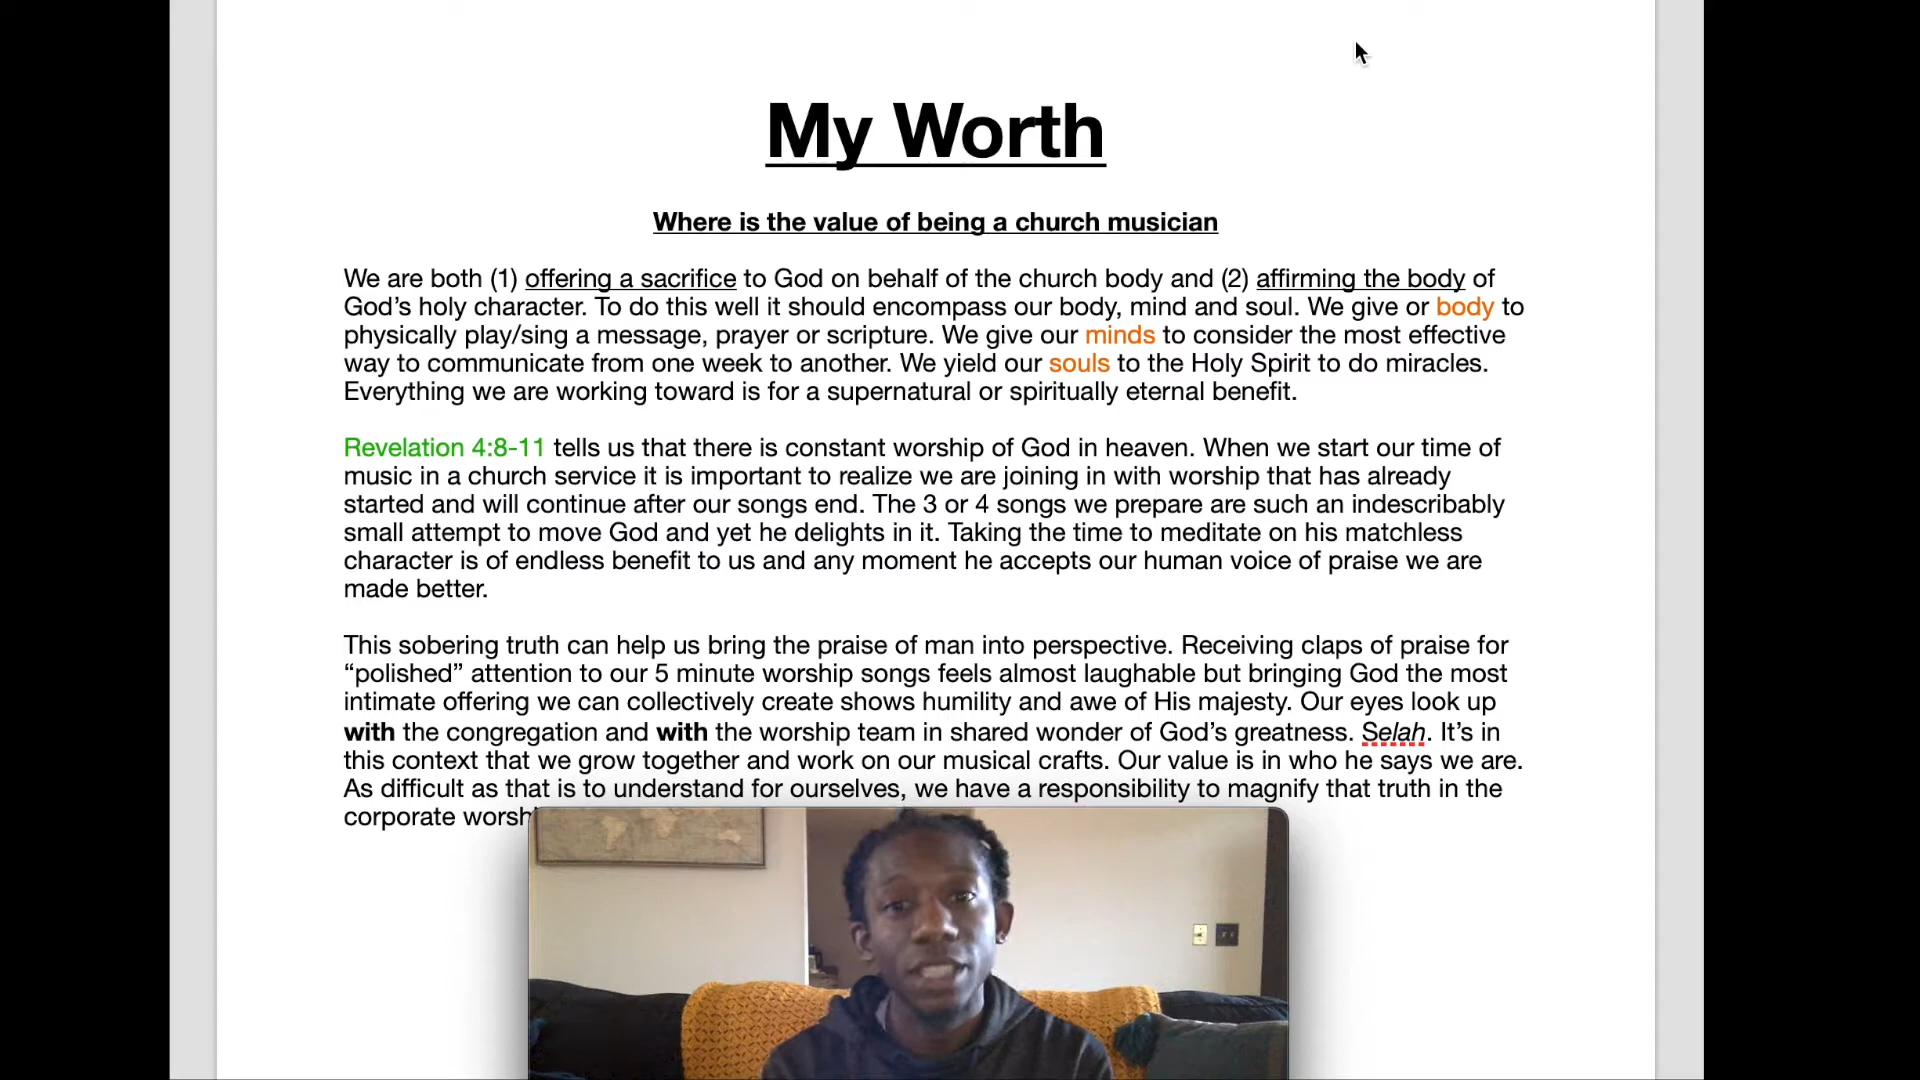 My Worth
Where is the value of being a church musician
We are both (1) offering a sacrifice to God on behalf of the church body and (2) affirming the body of
God’s holy character. To do this well it should encompass our body, mind and soul. We give or body to
physically play/sing a message, prayer or scripture. We give our minds to consider the most effective
way to communicate from one week to another. We yield our souls to the Holy Spirit to do miracles.
Everything we are working toward is for a supernatural or spiritually eternal benefit.
Revelation 4:8-11 tells us that there is constant worship of God in heaven. When we start our time of
music in a church service it is important to realize we are joining in with worship that has already
started and will continue after our songs end. The 3 or 4 songs we prepare are such an indescribably
small attempt to move God and yet he delights in it. Taking the time to meditate on his matchless
character is of endless benefit to us and any moment he accepts our human voice of praise we are
made better.
This sobering truth can help us bring the praise of man into perspective. Receiving claps of praise for
“polished” attention to our 5 minute worship songs feels almost laughable but bringing God the most
intimate offering we can collectively create shows humility and awe of His majesty. Our eyes look up
with the congregation and with the worship team in shared wonder of God’s greatness. Selah. It’s in
this context that we grow together and work on our musical crafts. Our value is in who he says we are.
As difficult as that is to understand for ourselves, we have a responsibility to magnify that truth in the
corporate worsh